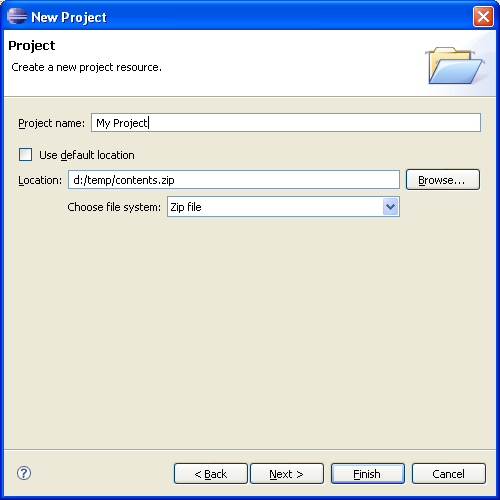 New Project
Project
Create a new project resource.
Project name: My Project
Use default location
Location: d:/temp/contents.zip Browse...
Choose file system: Zip file
? < Back Next > Finish Cancel